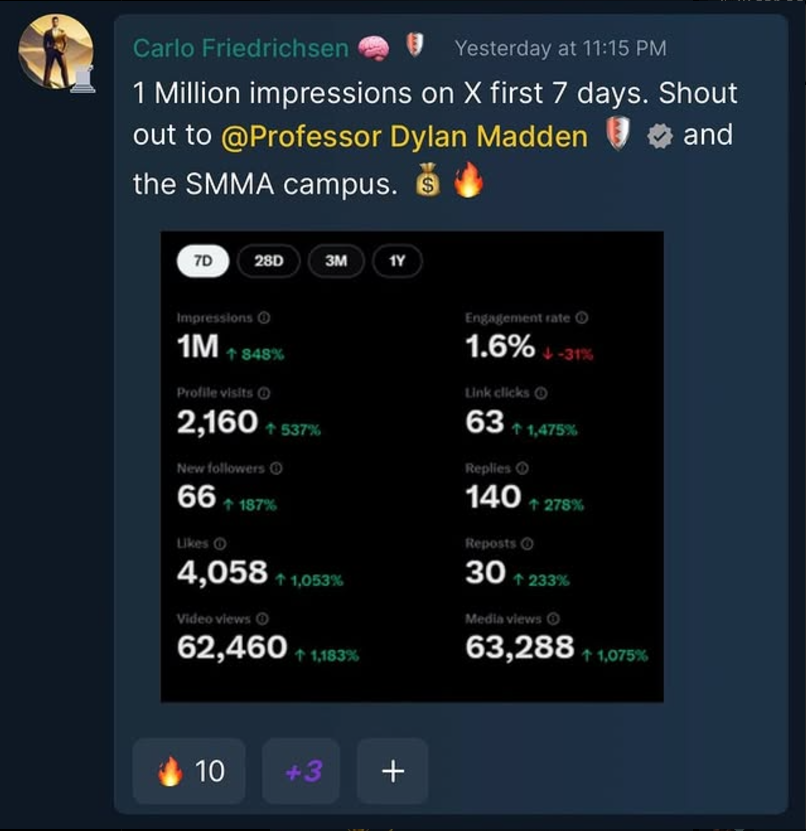 Carlo Friedrichsen 🧠 Yesterday at 11:15 PM
1 Million impressions on X first 7 days. Shout
out to @Professor Dylan Madden and
the SMMA campus. 💰🔥
7D 28D 3M 1Y
Impressions Engagement rate
1M ↑ 848% 1.6% ↓ -31%
Profile visits Link clicks
2,160 ↑ 537% 63 ↑ 1,475%
New followers Replies
66 ↑ 187% 140 ↑ 278%
Likes Reposts
4,058 ↑ 1,053% 30 ↑ 233%
Video views Media views
62,460 ↑ 1,183% 63,288 ↑ 1,075%
🔥 10 +3 +